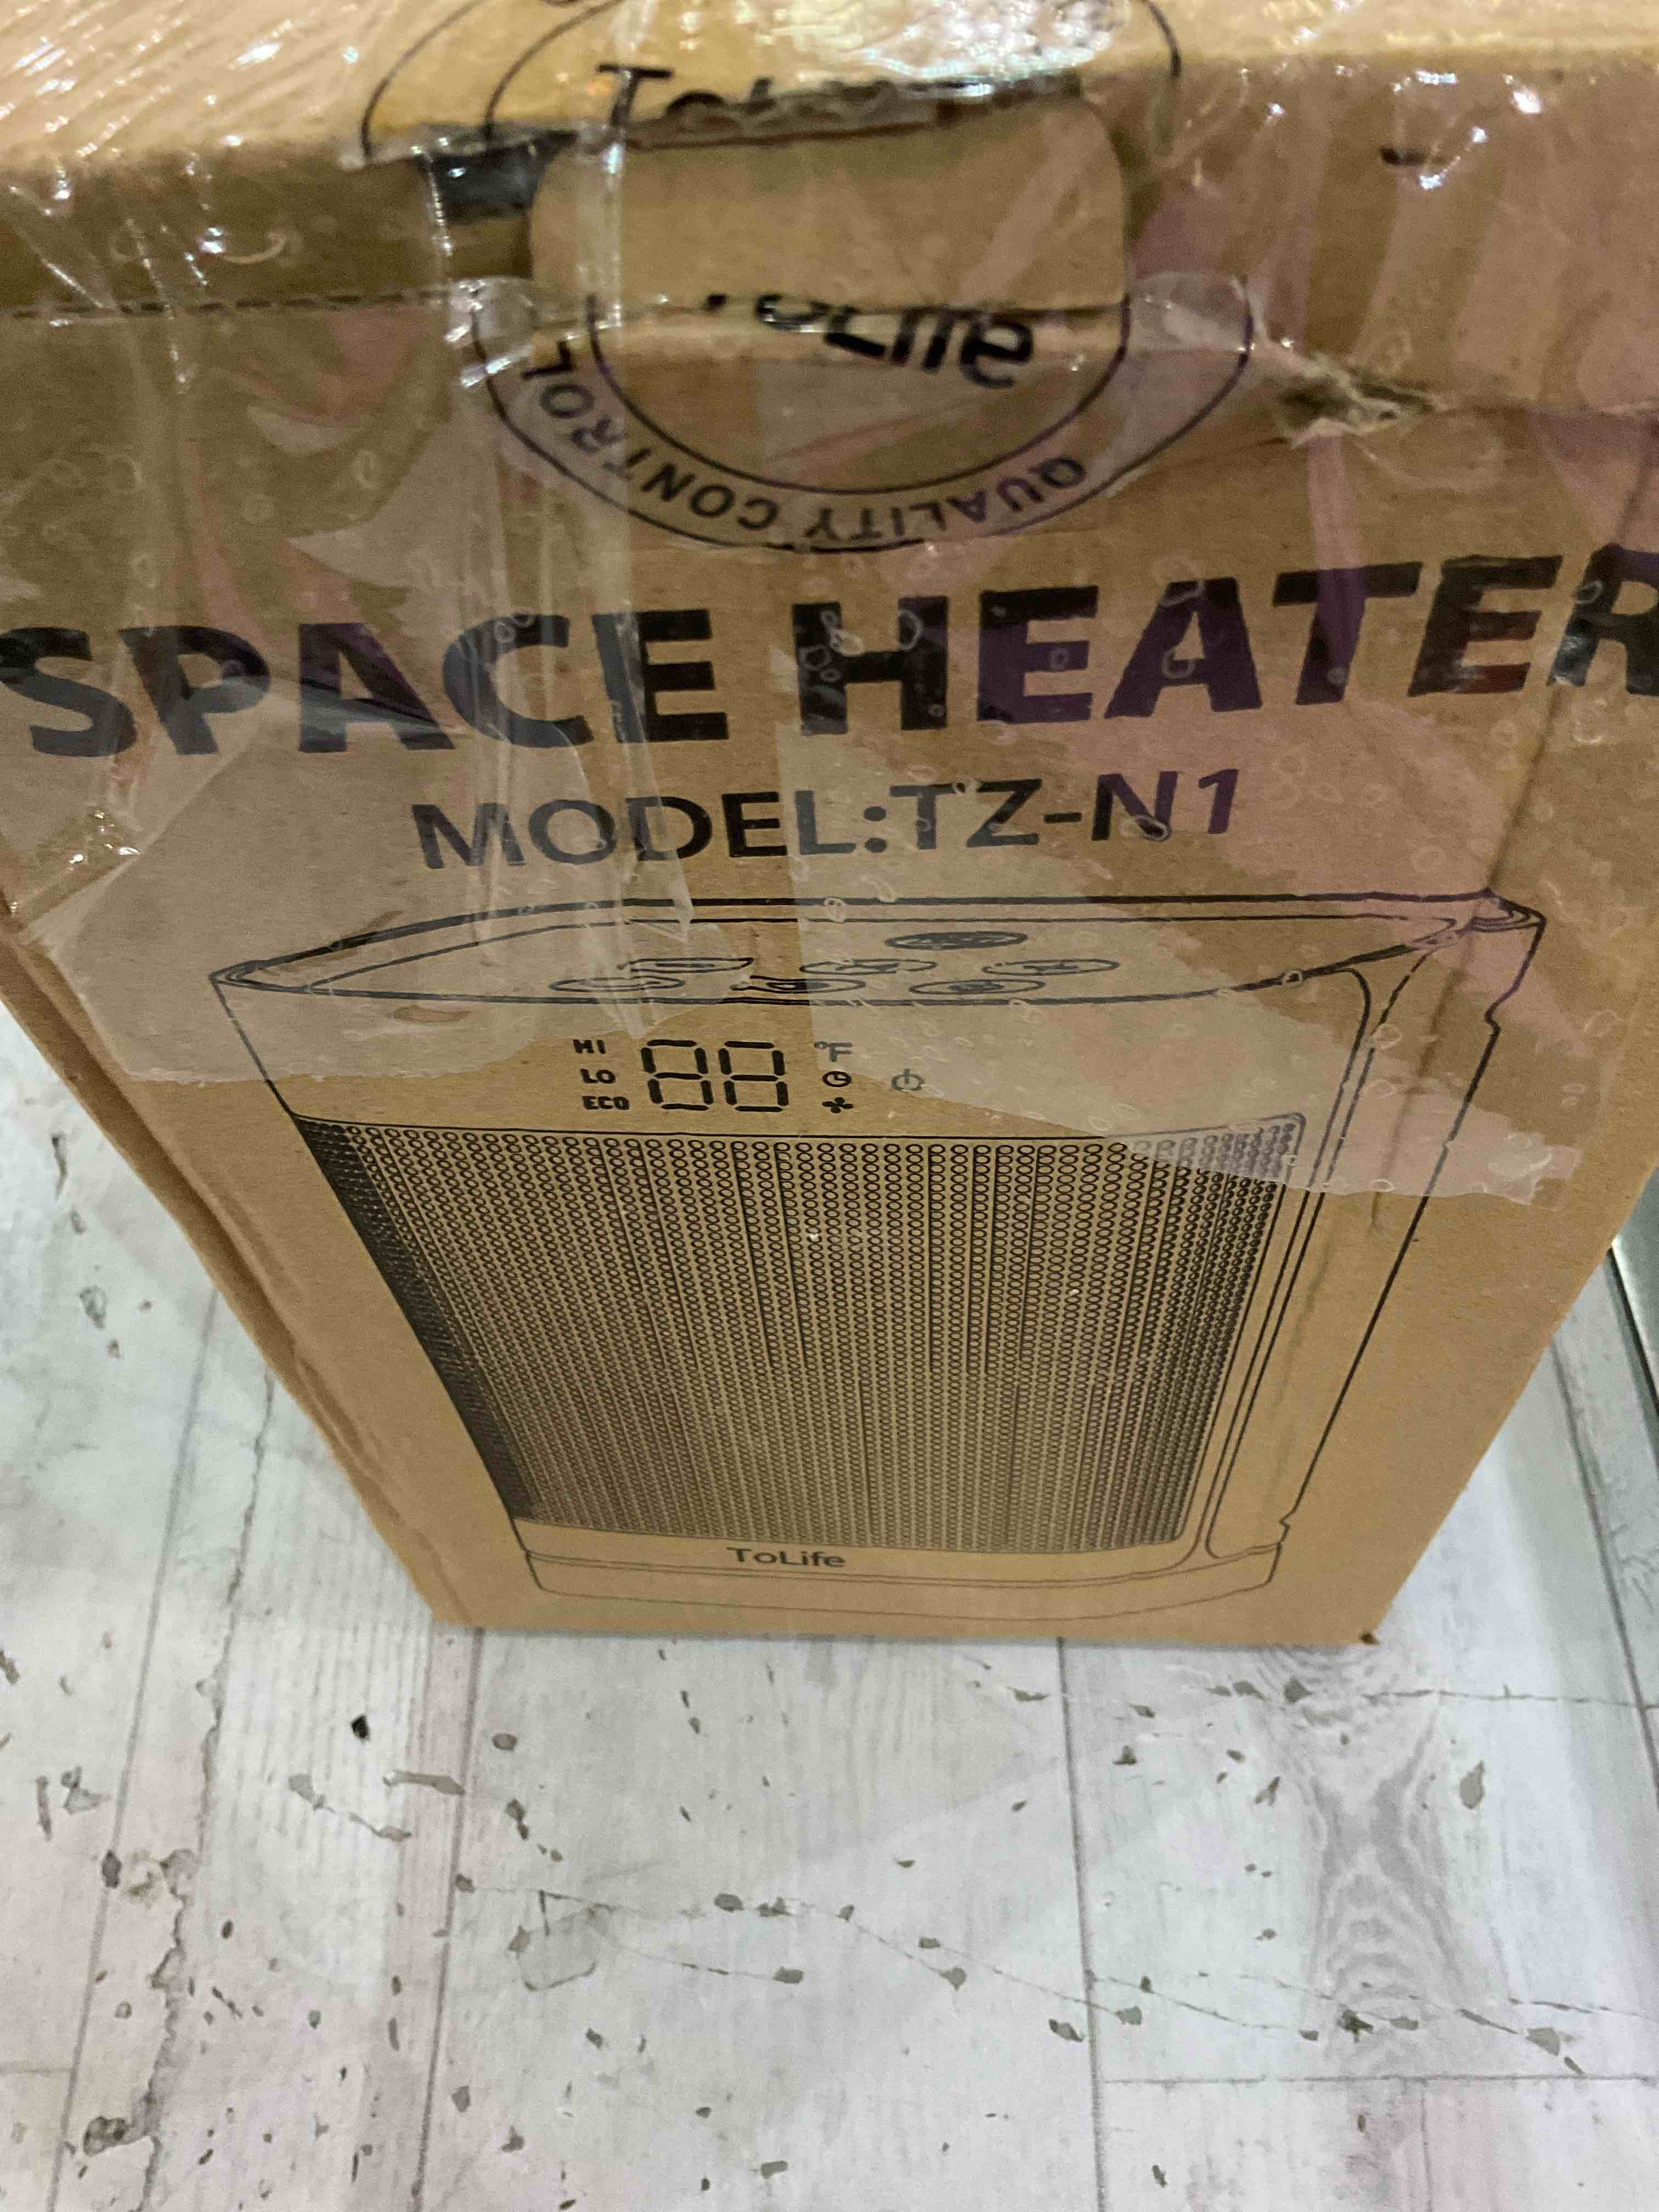 ToLife
QUALITY CONTROL
SPACE HEATER
MODEL:TZ-N1
HI
LO
ECO
88
°F
ToLife